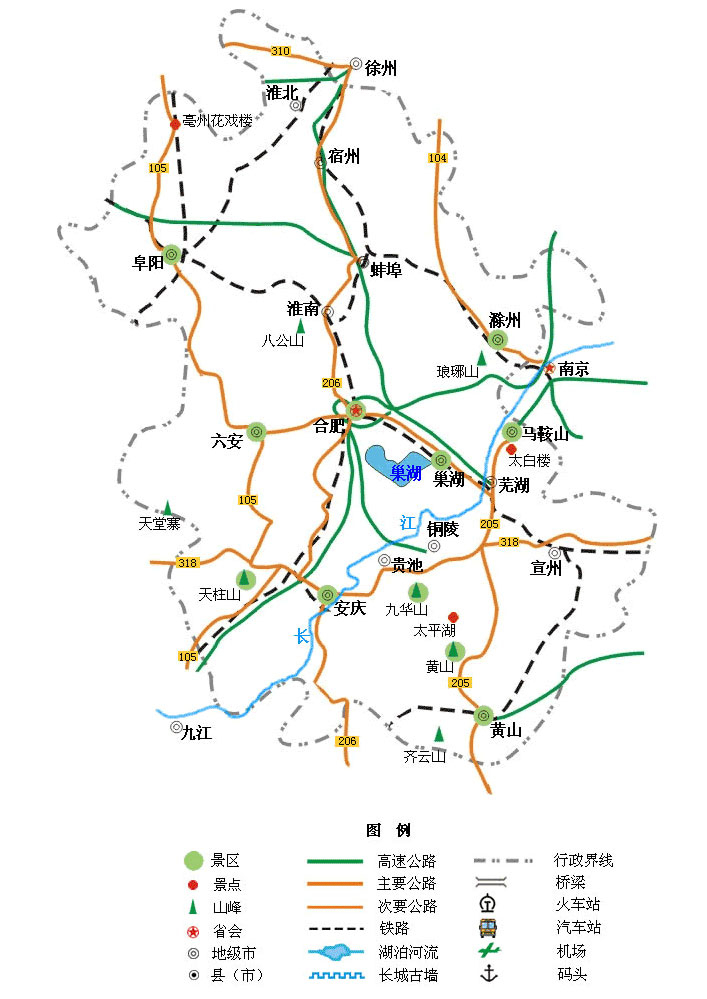 310
徐州
淮北
亳州花戏楼
宿州
104
105
阜阳
蚌埠
淮南
八公山
滁州
琅琊山
南京
206
合肥
六安
马鞍山
太白楼
巢湖
巢湖
芜湖
105
天堂寨
江
铜陵
205
318
318
贵池
宣州
天柱山
安庆
九华山
长
太平湖
105
黄山
205
九江
黄山
206
齐云山
图 例
景区
高速公路
行政界线
景点
主要公路
桥梁
山峰
次要公路
火车站
省会
铁路
汽车站
地级市
湖泊河流
机场
县（市）
长城古墙
码头